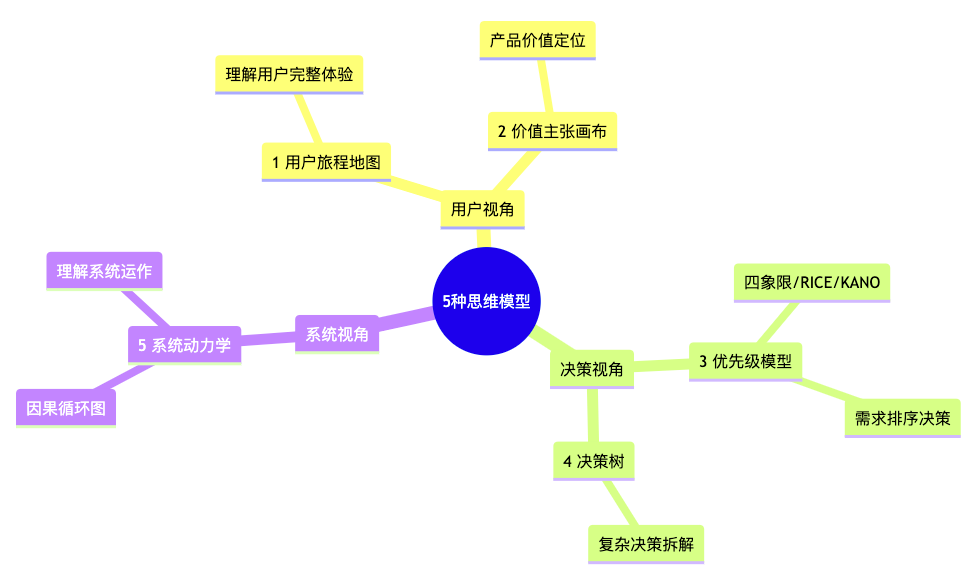 产品价值定位
理解用户完整体验
2 价值主张画布
1 用户旅程地图
用户视角
理解系统运作
四象限/RICE/KANO
5种思维模型
系统视角
5 系统动力学
决策视角
3 优先级模型
因果循环图
需求排序决策
4 决策树
复杂决策拆解